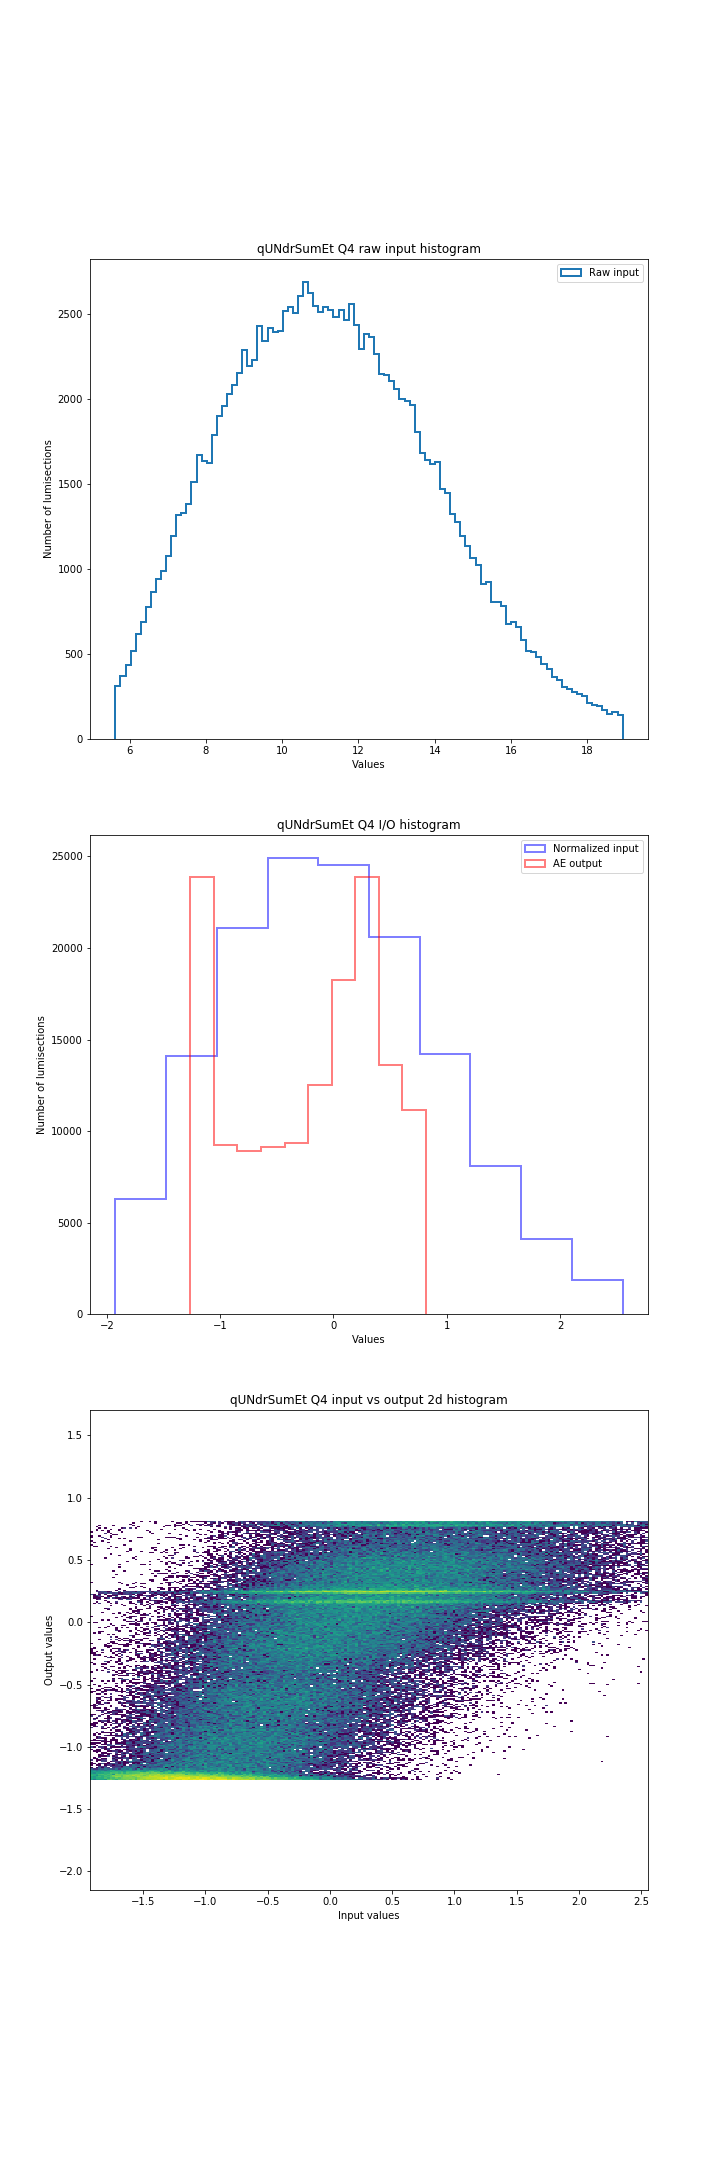 qUNdrSumEt Q4 raw input histogram
Raw input
2500
2000
1500
1000
500
0
Number of lumisections
6 8 10 12 14 16 18
Values
qUNdrSumEt Q4 I/O histogram
Normalized input
AE output
25000
20000
15000
10000
5000
0
Number of lumisections
−2 −1 0 1 2
Values
qUNdrSumEt Q4 input vs output 2d histogram
1.5
1.0
0.5
0.0
−0.5
−1.0
−1.5
−2.0
Output values
−1.5 −1.0 −0.5 0.0 0.5 1.0 1.5 2.0 2.5
Input values